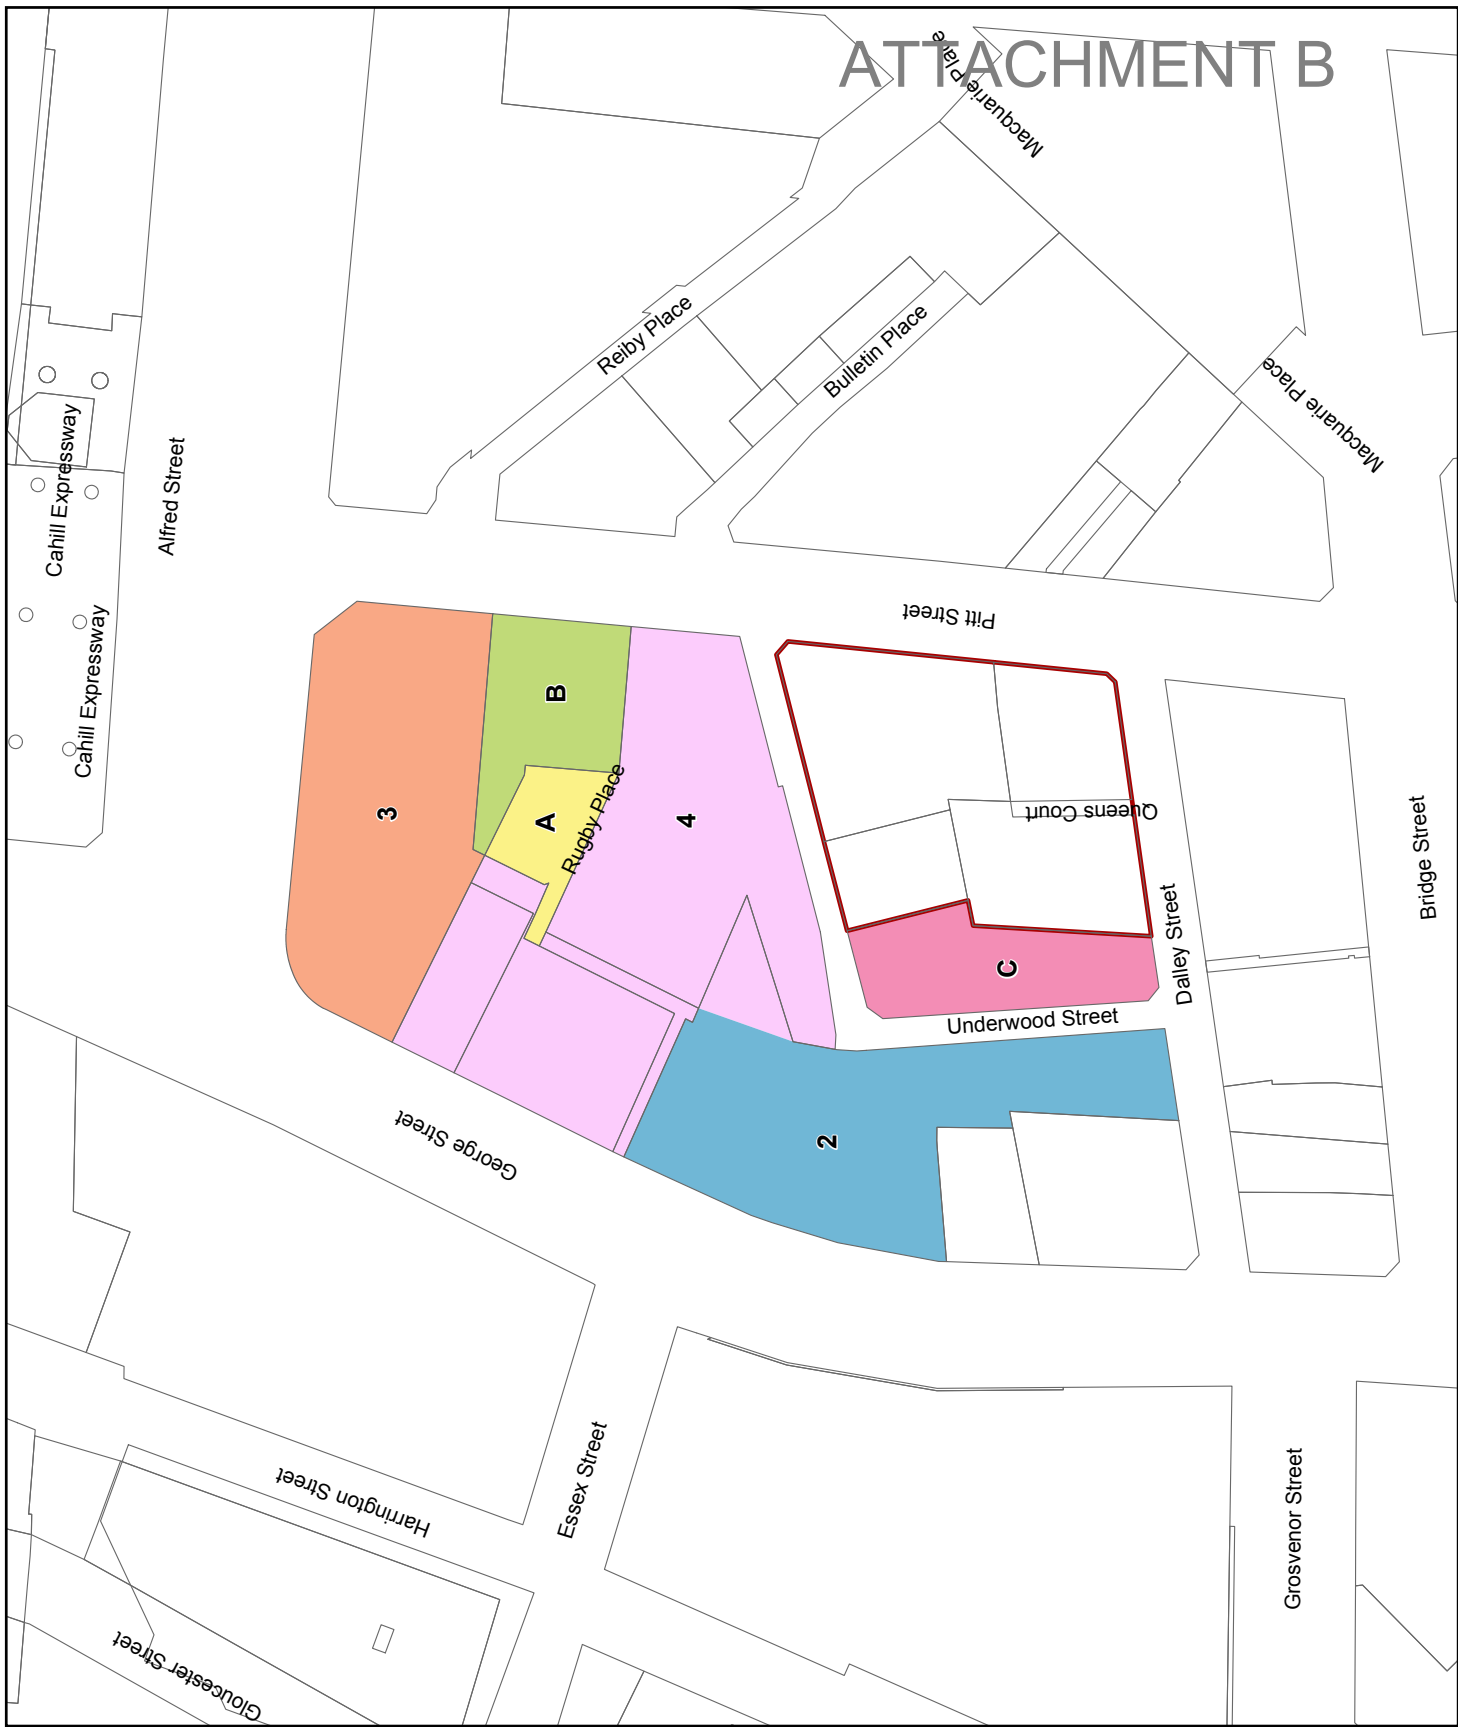 ATTACHMENT B
Macquarie Place
Reiby Place
Bulletin Place
Macquarie Place
Cahill Expressway
Alfred Street
Cahill Expressway
Pitt Street
B
3
A
Rugby Place
4
Queens Court
C
Dalley Street
Bridge Street
Underwood Street
George Street
2
Essex Street
Harrington Street
Grosvenor Street
Gloucester Street